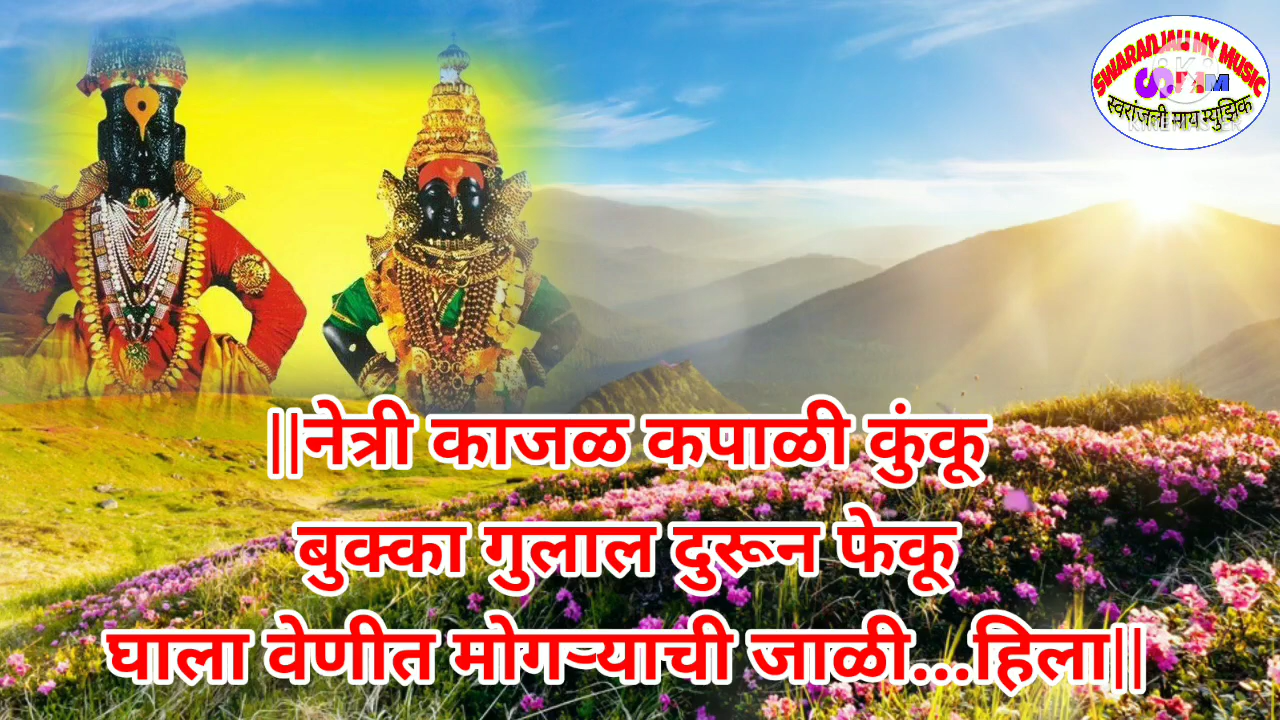 SWARANJALI MY MUSIC
स्वरांजली माय म्युझिक
||नेत्री काजळ कपाळी कुंकू
बुक्का गुलाल दुरून फेकू
घाला वेणीत मोगऱ्याची जाळी...हिला||